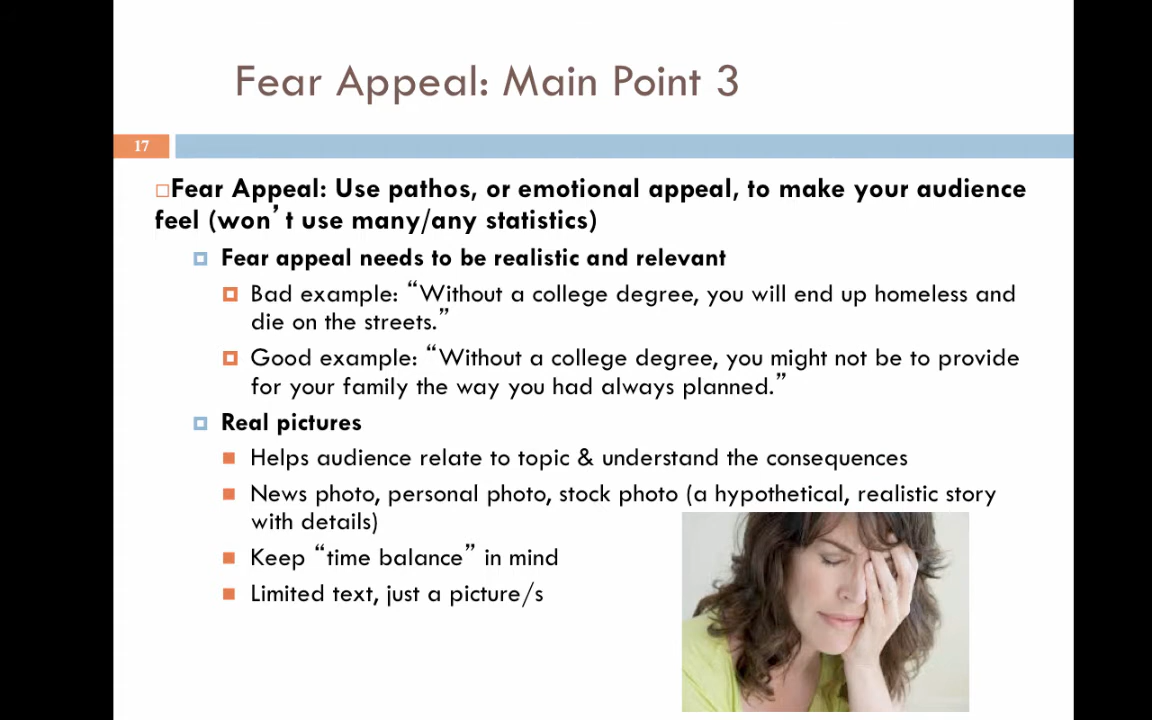 Fear Appeal: Main Point 3
17
Fear Appeal: Use pathos, or emotional appeal, to make your audience
feel (won’t use many/any statistics)
Fear appeal needs to be realistic and relevant
Bad example: “Without a college degree, you will end up homeless and
die on the streets.”
Good example: “Without a college degree, you might not be to provide
for your family the way you had always planned.”
Real pictures
Helps audience relate to topic & understand the consequences
News photo, personal photo, stock photo (a hypothetical, realistic story
with details)
Keep “time balance” in mind
Limited text, just a picture/s